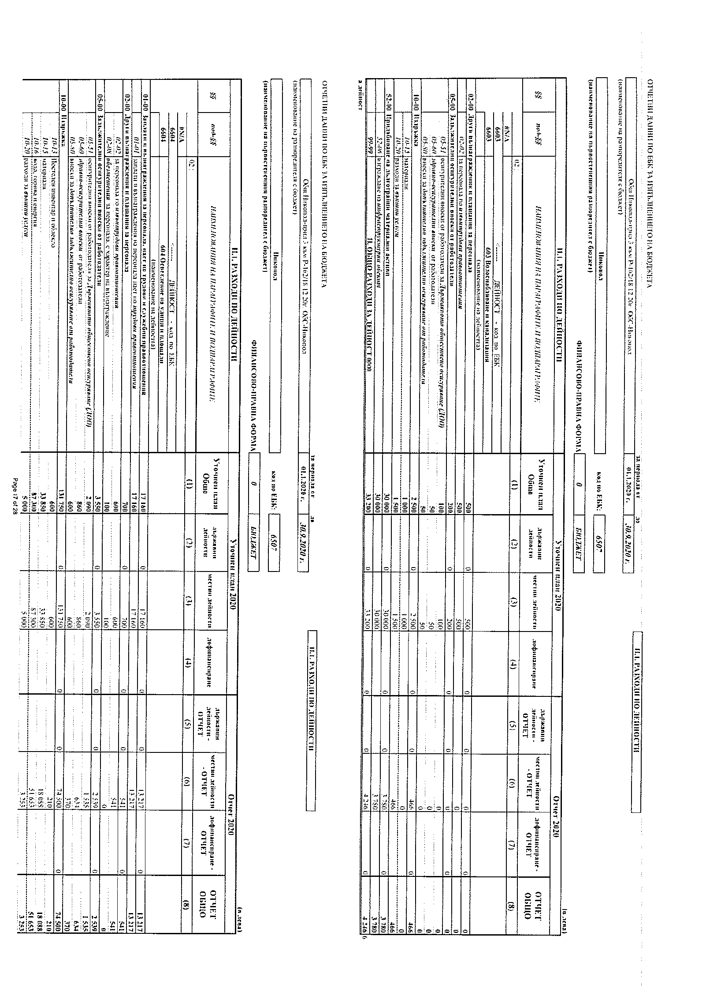 ОТЧЕТНИ ДАННИ ПО ЕБК ЗА ИЗПЪЛНЕНИЕТО НА БЮДЖЕТА
за периода от до II.1. РАЗХОДИ ПО ДЕЙНОСТИ
Общ.Никопол-прил 3 към Р-162/18 12 20г. ОбС-Никопол 01.1.2020 г. 30.9.2020 г.
(наименование на разпоредителя с бюджет)
Никопол код по ЕБК: 6507
(наименование на първостепенния разпоредител с бюджет)
ФИНАНСОВО-ПРАВНА ФОРМА 0 БЮДЖЕТ
(в лева)
II.1. РАЗХОДИ ПО ДЕЙНОСТИ Уточнен план 2020 Отчет 2020
§§ под-§§ НАИМЕНОВАНИЯ НА ПАРАГРАФИТЕ И ПОДПАРАГРАФИТЕ Уточнен план Общо държавни дейности местни дейности дофинансиране държавни дейности - ОТЧЕТ местни дейности - ОТЧЕТ дофинансиране - ОТЧЕТ ОТЧЕТ ОБЩО
02 : (1) (2) (3) (4) (5) (6) (7) (8)
#N/A
6603 <----- ДЕЙНОСТ - код по ЕБК
6603 603 Водоснабдяване и канализация
(наименование на дейността)
02-00 Други възнаграждения и плащания за персонала 500 0 500 0 0 0 0 0
02-02 за персонала по извънтрудови правоотношения 500 500 0 0
05-00 Задължителни осигурителни вноски от работодатели 200 0 200 0 0 0 0 0
05-51 осигурителни вноски от работодатели за Държавното обществено осигуряване (ДОО) 100 100 0 0
05-60 здравно-осигурителни вноски от работодатели 50 50 0 0
05-80 вноски за допълнително задължително осигуряване от работодатели 50 50 0 0
10-00 Издръжка 2 500 0 2 500 0 0 466 0 466
10-15 материали 1 000 1 000 0 0
10-20 разходи за външни услуги 1 500 1 500 466 466
52-00 Придобиване на дълготрайни материални активи 30 000 0 30 000 0 0 3 780 0 3 780
52-06 изграждане на инфраструктурни обекти 30 000 30 000 3 780 3 780
99-99 II. ОБЩО РАЗХОДИ ЗА ДЕЙНОСТ 0000 33 200 0 33 200 0 0 4 246 0 4 246 6
а дейност
ОТЧЕТНИ ДАННИ ПО ЕБК ЗА ИЗПЪЛНЕНИЕТО НА БЮДЖЕТА
за периода от до II.1. РАЗХОДИ ПО ДЕЙНОСТИ
Общ.Никопол-прил 3 към Р-162/18 12 20г. ОбС-Никопол 01.1.2020 г. 30.9.2020 г.
(наименование на разпоредителя с бюджет)
Никопол код по ЕБК: 6507
(наименование на първостепенния разпоредител с бюджет)
ФИНАНСОВО-ПРАВНА ФОРМА 0 БЮДЖЕТ
(в лева)
II.1. РАЗХОДИ ПО ДЕЙНОСТИ Уточнен план 2020 Отчет 2020
§§ под-§§ НАИМЕНОВАНИЯ НА ПАРАГРАФИТЕ И ПОДПАРАГРАФИТЕ Уточнен план Общо държавни дейности местни дейности дофинансиране държавни дейности - ОТЧЕТ местни дейности - ОТЧЕТ дофинансиране - ОТЧЕТ ОТЧЕТ ОБЩО
02 : (1) (2) (3) (4) (5) (6) (7) (8)
#N/A
6604 <----- ДЕЙНОСТ - код по ЕБК
6604 604 Осветление на улици и площади
(наименование на дейността)
01-00 Заплати и възнаграждения за персонала, нает по трудови и служебни правоотношения 17 160 0 17 160 0 0 13 217 0 13 217
01-01 заплати и възнаграждения на персонала нает по трудови правоотношения 17 160 17 160 13 217 13 217
02-00 Други възнаграждения и плащания за персонала 700 0 700 0 0 541 0 541
02-02 за персонала по извънтрудови правоотношения 600 600 541 541
02-08 обезщетения за персонала, с характер на възнаграждение 100 100 0 0
05-00 Задължителни осигурителни вноски от работодатели 3 550 0 3 550 0 0 2 539 0 2 539
05-51 осигурителни вноски от работодатели за Държавното обществено осигуряване (ДОО) 2 090 2 090 1 535 1 535
05-60 здравно-осигурителни вноски от работодатели 860 860 634 634
05-80 вноски за допълнително задължително осигуряване от работодатели 600 600 370 370
10-00 Издръжка 131 750 0 131 750 0 0 74 500 0 74 500
10-13 Постелен инвентар и облекло 600 600 210 210
10-15 материали 33 850 33 850 18 088 18 088
10-16 вода, горива и енергия 87 300 87 300 51 653 51 653
10-20 разходи за външни услуги 5 000 5 000 3 253 3 253
Page 17 of 28